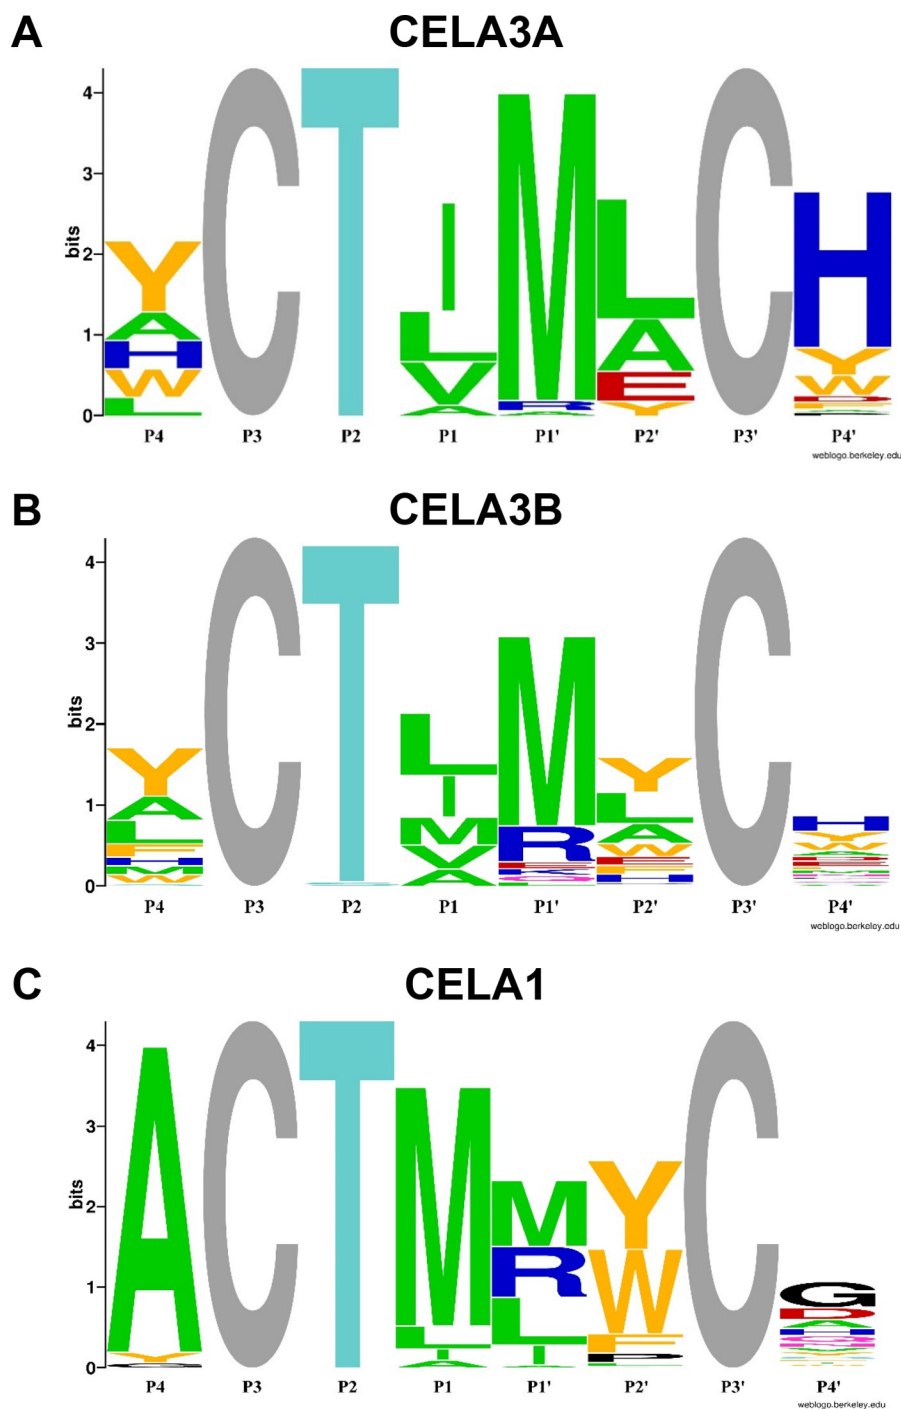 A CELA3A
4
3
2
1
0
bits
Y
A
H
W
L
C
T
I
L
V
A
M
R
A
L
A
E
Y
C
H
Y
W
D
P4 P3 P2 P1 P1' P2' P3' P4'
weblogo.berkeley.edu
B CELA3B
4
3
2
1
0
bits
Y
A
L
F
H
M
W
C
T
L
I
M
V
A
M
R
Y
L
A
W
E
F
H
C
H
Y
W
A
D
P4 P3 P2 P1 P1' P2' P3' P4'
weblogo.berkeley.edu
C CELA1
4
3
2
1
0
bits
A
Y
G
C
T
M
L
I
A
M
R
L
I
Y
W
F
P
C
G
D
A
H
P4 P3 P2 P1 P1' P2' P3' P4'
weblogo.berkeley.edu